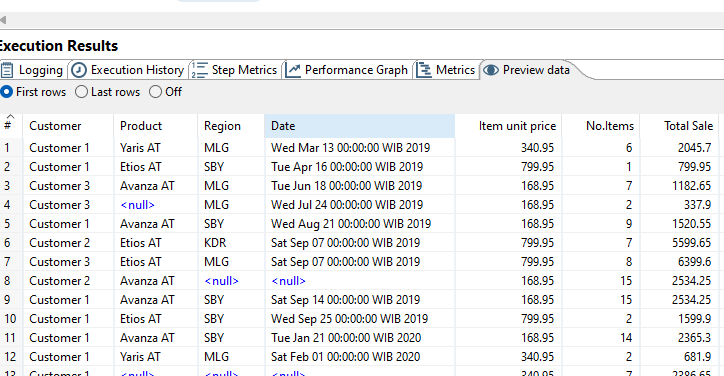 Execution Results
Logging Execution History Step Metrics Performance Graph Metrics Preview data
First rows Last rows Off
# Customer Product Region Date Item unit price No.Items Total Sale
1 Customer 1 Yaris AT MLG Wed Mar 13 00:00:00 WIB 2019 340.95 6 2045.7
2 Customer 1 Etios AT SBY Tue Apr 16 00:00:00 WIB 2019 799.95 1 799.95
3 Customer 3 Avanza AT MLG Tue Jun 18 00:00:00 WIB 2019 168.95 7 1182.65
4 Customer 3 <null> MLG Wed Jul 24 00:00:00 WIB 2019 168.95 2 337.9
5 Customer 1 Avanza AT SBY Wed Aug 21 00:00:00 WIB 2019 168.95 9 1520.55
6 Customer 2 Etios AT KDR Sat Sep 07 00:00:00 WIB 2019 799.95 7 5599.65
7 Customer 3 Etios AT MLG Sat Sep 07 00:00:00 WIB 2019 799.95 8 6399.6
8 Customer 2 Avanza AT <null> <null> 168.95 15 2534.25
9 Customer 1 Avanza AT SBY Sat Sep 14 00:00:00 WIB 2019 168.95 15 2534.25
10 Customer 1 Etios AT SBY Wed Sep 25 00:00:00 WIB 2019 799.95 2 1599.9
11 Customer 1 Avanza AT SBY Tue Jan 21 00:00:00 WIB 2020 168.95 14 2365.3
12 Customer 1 Yaris AT MLG Sat Feb 01 00:00:00 WIB 2020 340.95 2 681.9
13 Customer 1 <null> <null> <null> 340.95 7 2386.65